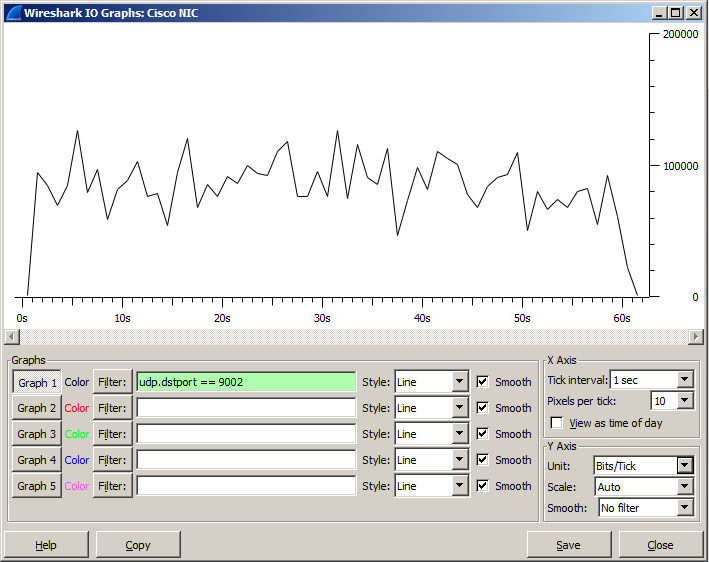 Wireshark IO Graphs: Cisco NIC
200000
100000
0
0s 10s 20s 30s 40s 50s 60s
Graphs
Graph 1 Color Filter: udp.dstport == 9002 Style: Line Smooth
Graph 2 Color Filter: Style: Line Smooth
Graph 3 Color Filter: Style: Line Smooth
Graph 4 Color Filter: Style: Line Smooth
Graph 5 Color Filter: Style: Line Smooth
X Axis
Tick interval: 1 sec
Pixels per tick: 10
View as time of day
Y Axis
Unit: Bits/Tick
Scale: Auto
Smooth: No filter
Help Copy Save Close